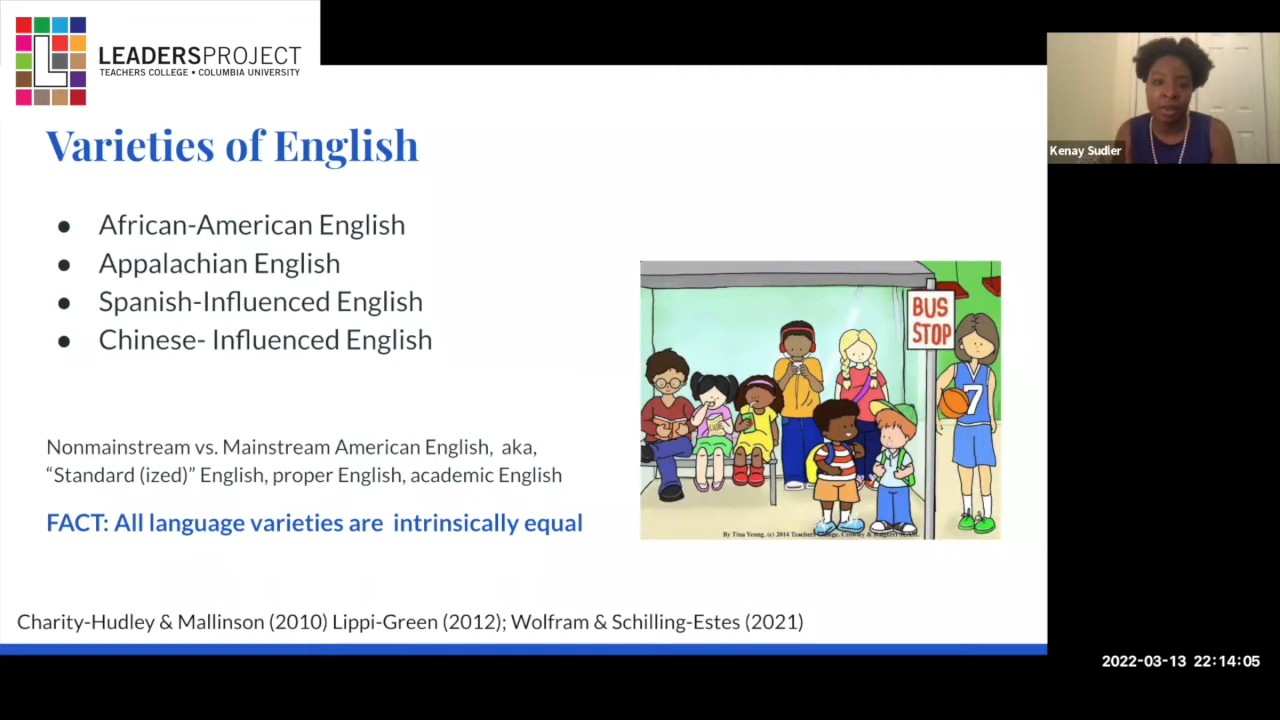 LEADERSPROJECT
TEACHERS COLLEGE ▪ COLUMBIA UNIVERSITY
Kenay Sudler
Varieties of English
● African-American English
● Appalachian English
● Spanish-Influenced English
● Chinese- Influenced English
BUS
STOP
7
Nonmainstream vs. Mainstream American English, aka,
“Standard (ized)” English, proper English, academic English
FACT: All language varieties are intrinsically equal
By Tina Yeung, (c) 2014 Teachers College, Crowley &
Charity-Hudley & Mallinson (2010) Lippi-Green (2012); Wolfram & Schilling-Estes (2021)
2022-03-13 22:14:05